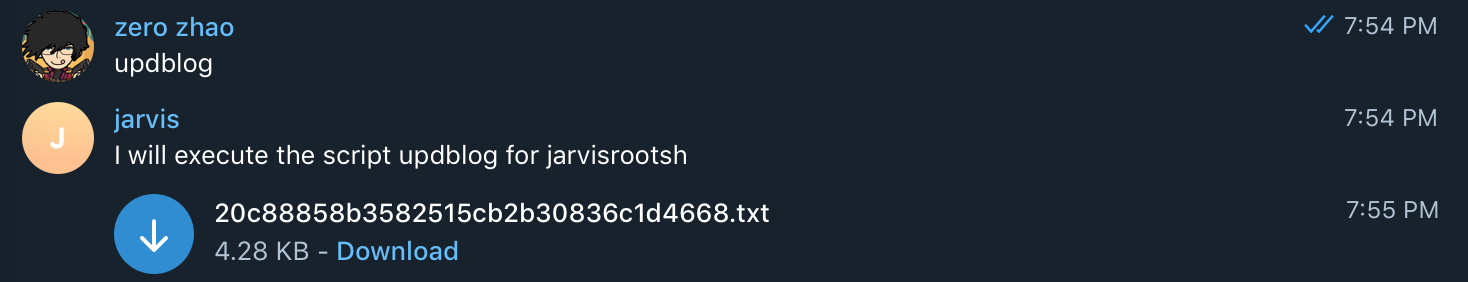 zero zhao
7:54 PM
updblog
jarvis
7:54 PM
J
I will execute the script updblog for jarvisrootsh
20c88858b3582515cb2b30836c1d4668.txt
7:55 PM
4.28 KB - Download